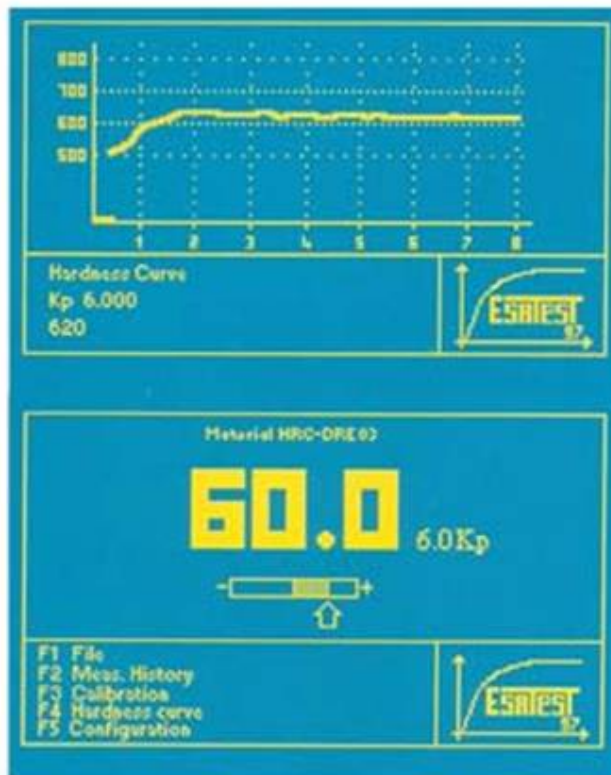 800
700
600
500
1 2 3 4 5 6 7 8
Hardness Curve
Kp 6.000
620
ESATEST
97
Material HRC-DRE 03
60.0 6.0Kp
- +
F1 File
F2 Meas. History
F3 Calibration
F4 Hardness curve
F5 Configuration
ESATEST
97